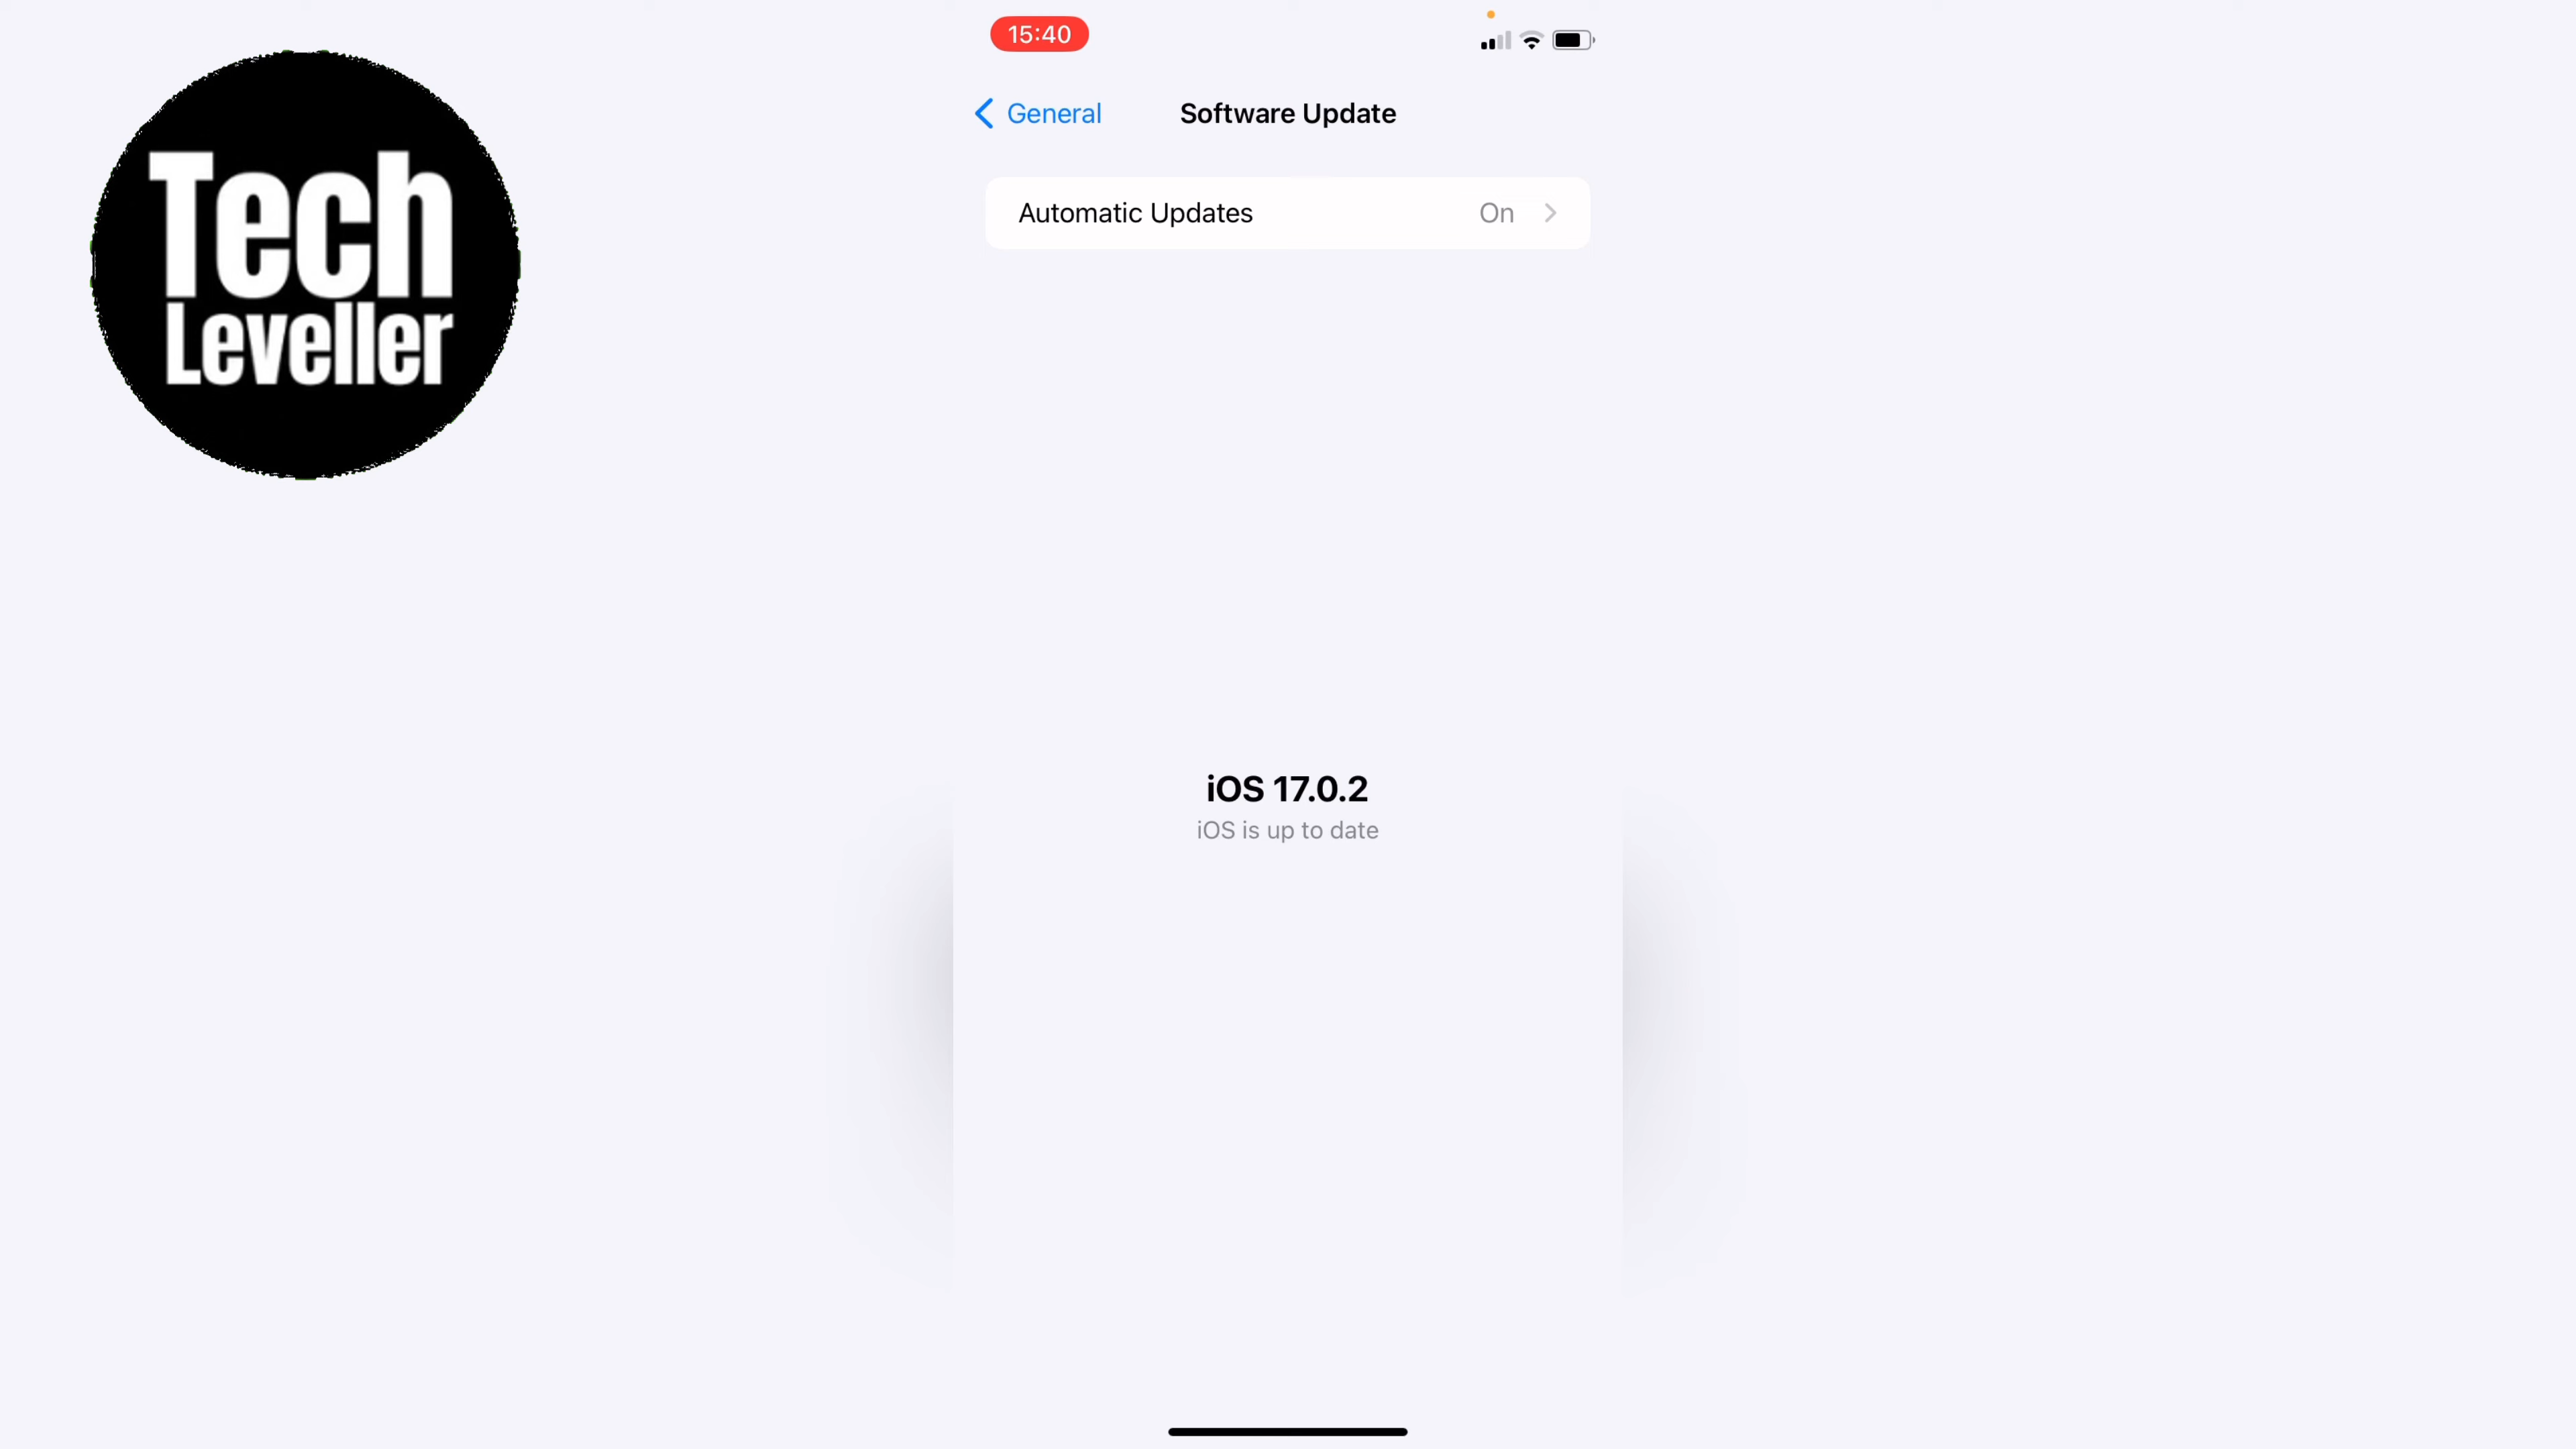 Tech
Leveller
15:40
General
Software Update
Automatic Updates
On
iOS 17.0.2
iOS is up to date